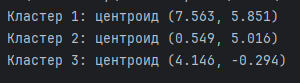 Кластер 1: центроид (7.563, 5.851)
Кластер 2: центроид (0.549, 5.016)
Кластер 3: центроид (4.146, -0.294)